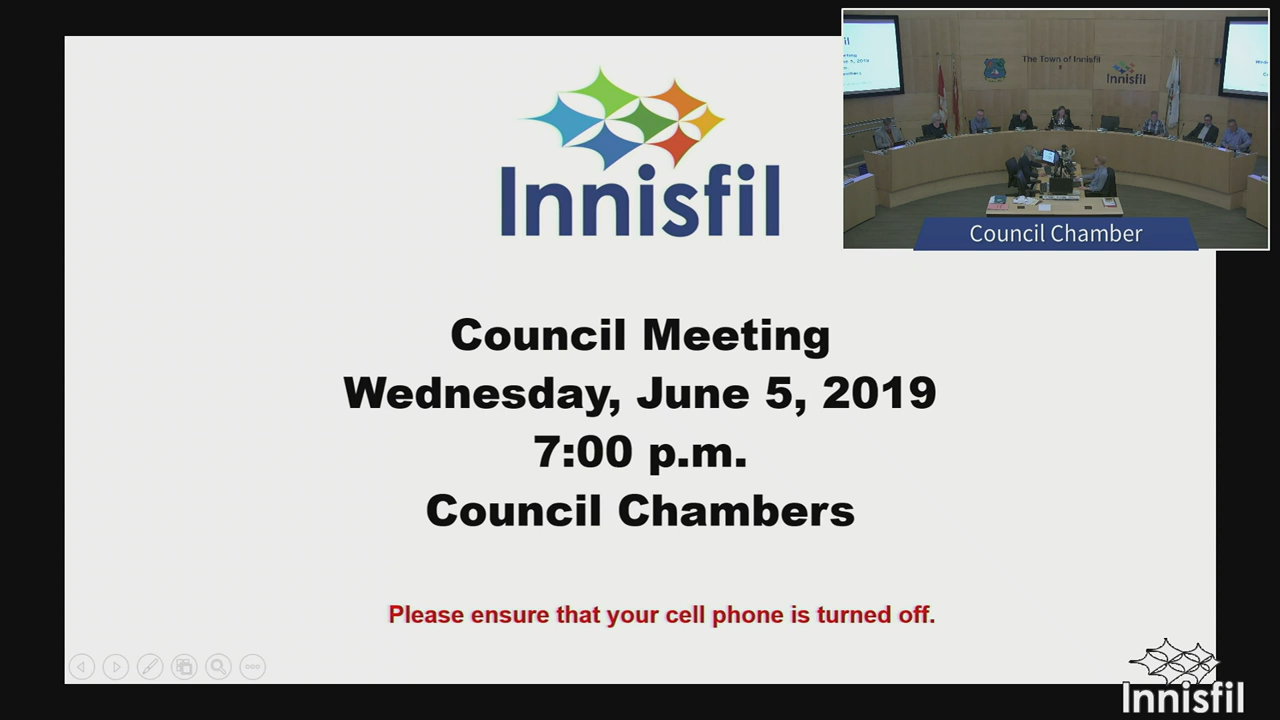 Innisfil
Council Meeting
Wednesday, June 5, 2019
7:00 p.m.
Council Chambers
Please ensure that your cell phone is turned off.
The Town of Innisfil
Innisfil
Council Chamber
Innisfil